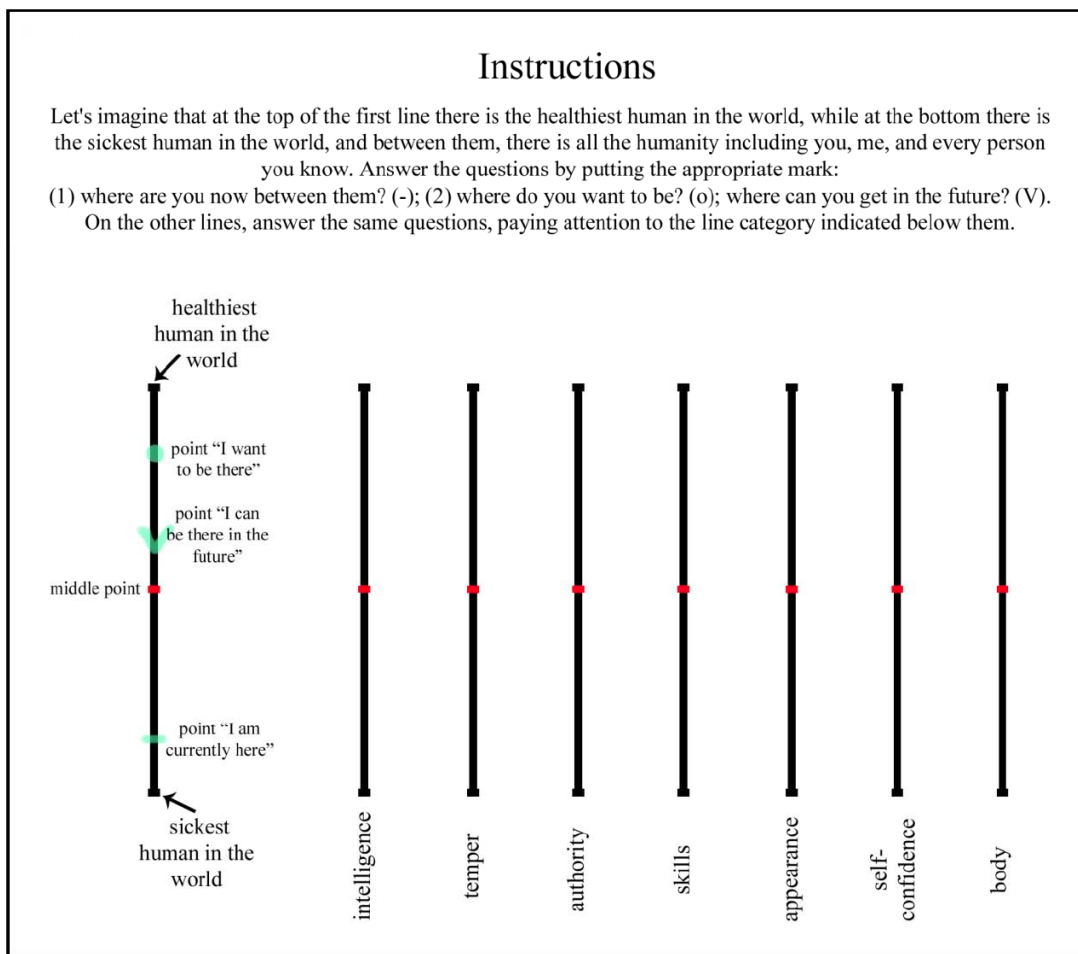 Instructions
Let's imagine that at the top of the first line there is the healthiest human in the world, while at the bottom there is
the sickest human in the world, and between them, there is all the humanity including you, me, and every person
you know. Answer the questions by putting the appropriate mark:
(1) where are you now between them? (-); (2) where do you want to be? (o); where can you get in the future? (V).
On the other lines, answer the same questions, paying attention to the line category indicated below them.
healthiest
human in the
world
point “I want
to be there”
point “I can
be there in the
future”
middle point
point “I am
currently here”
sickest
human in the
world
intelligence
temper
authority
skills
appearance
self-
confidence
body